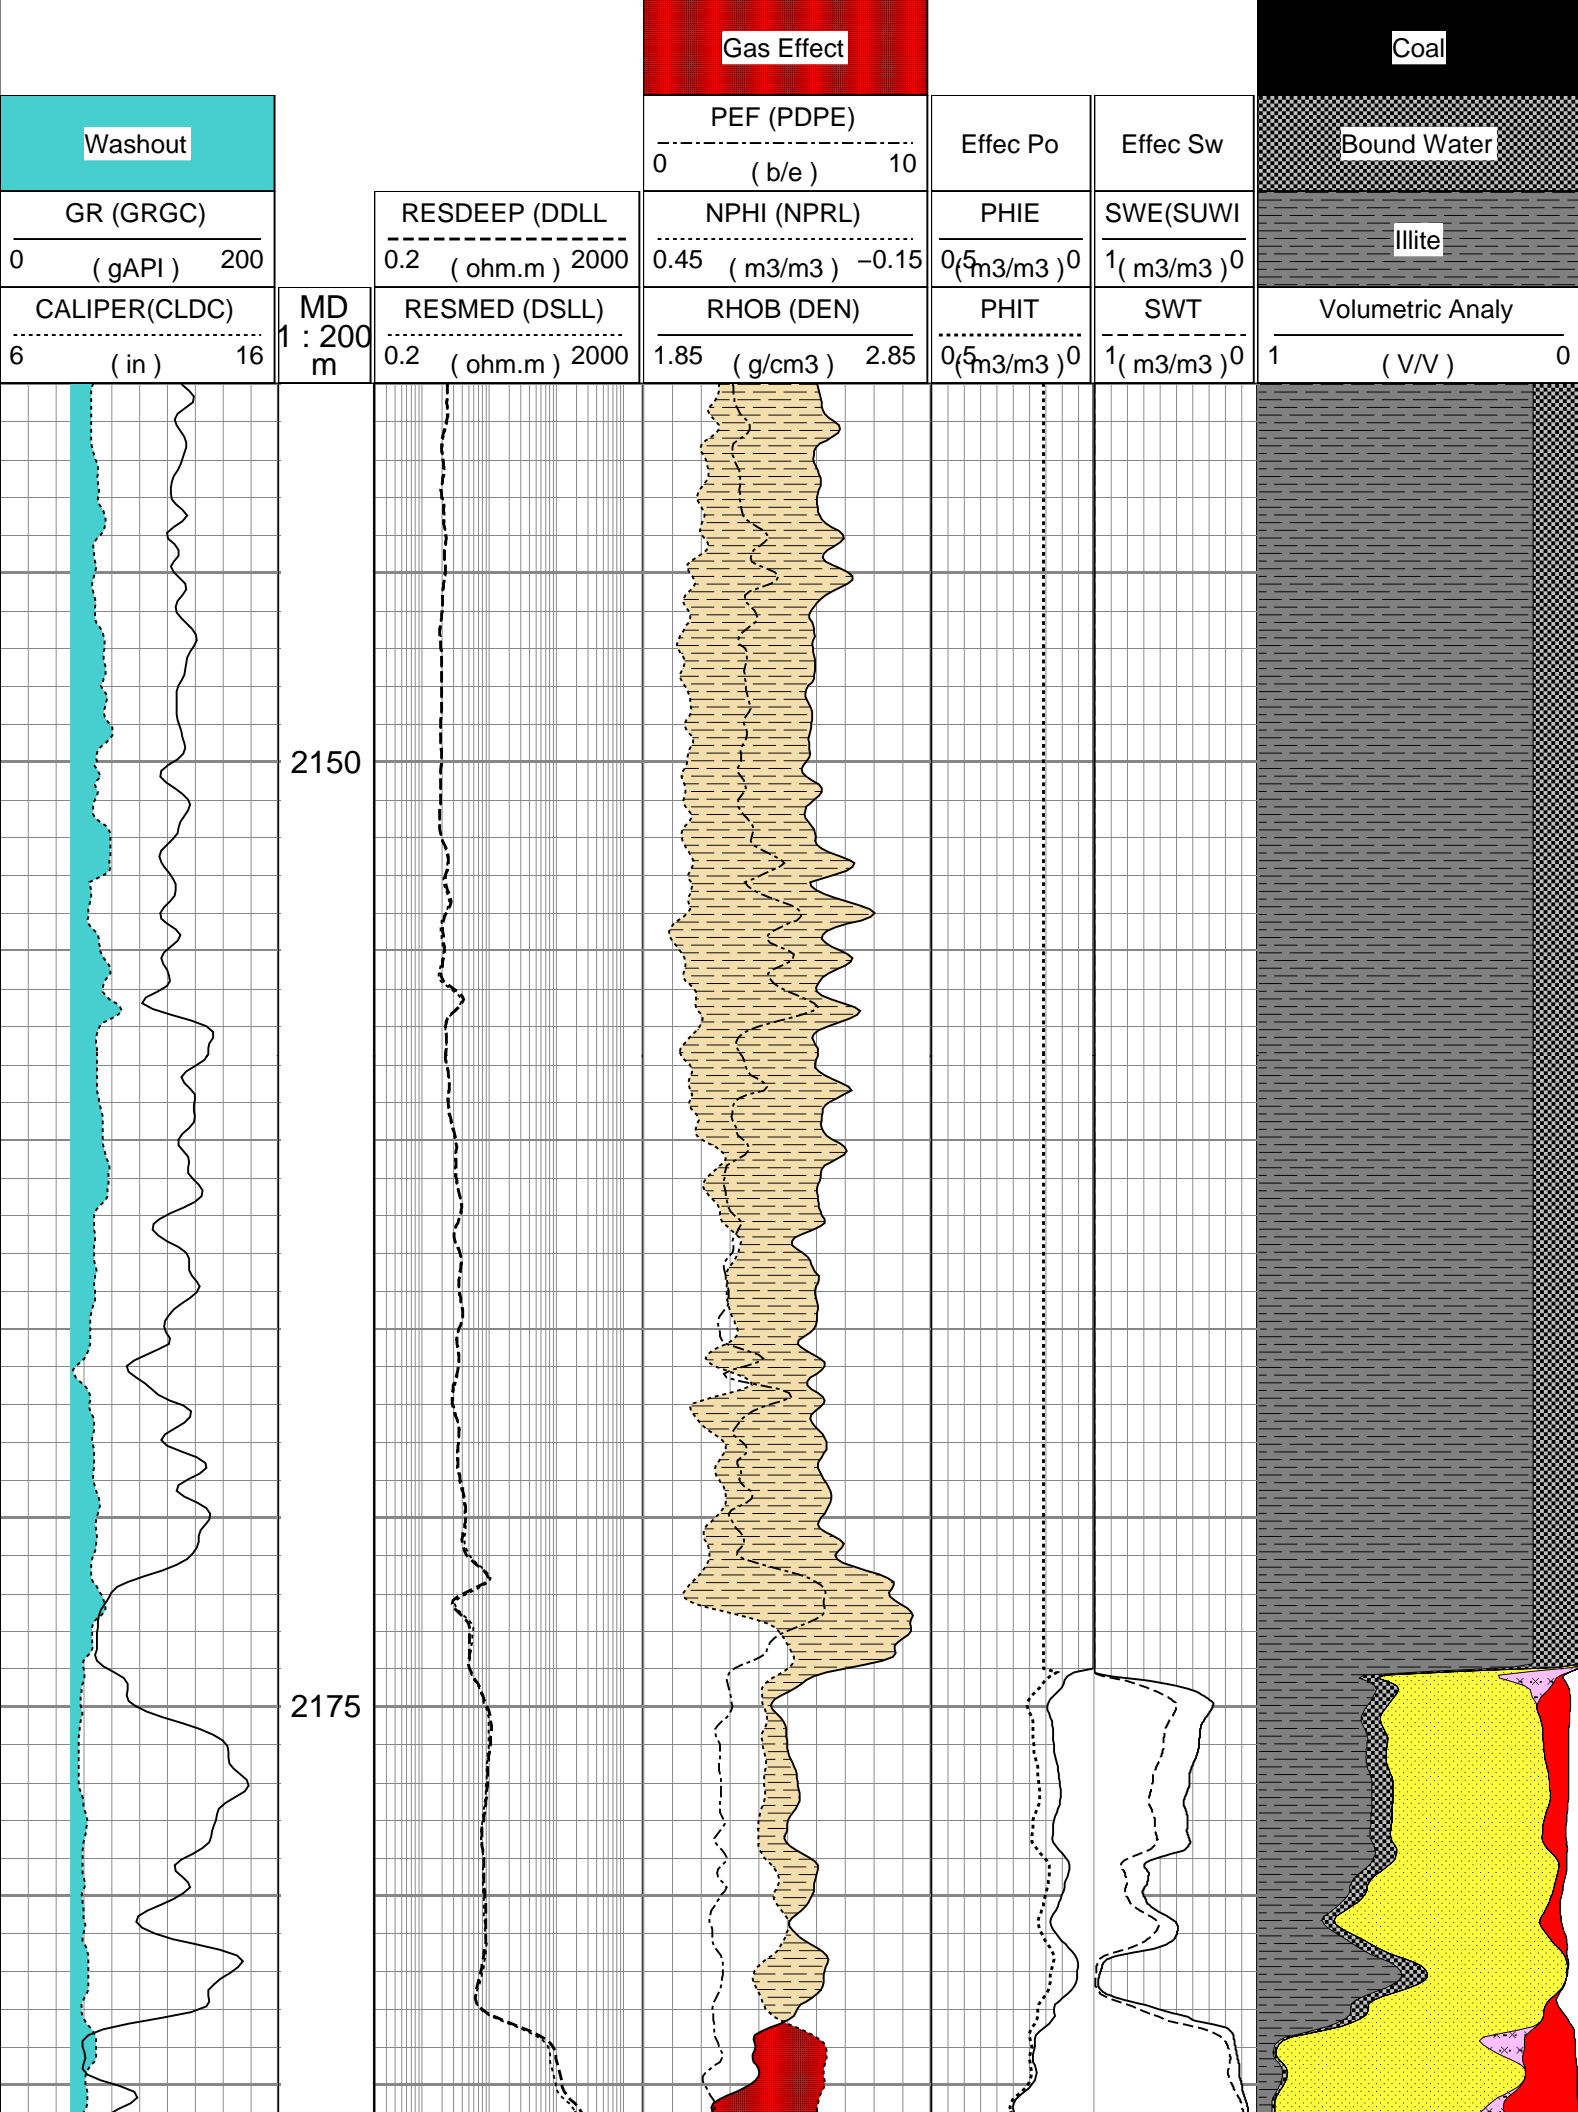 Gas Effect
Coal
Washout
PEF (PDPE)
0 ( b/e ) 10
Effec Po
Effec Sw
Bound Water
GR (GRGC)
0 ( gAPI ) 200
RESDEEP (DDLL
0.2 ( ohm.m ) 2000
NPHI (NPRL)
0.45 ( m3/m3 ) −0.15
PHIE
0.5 ( m3/m3 ) 0
SWE(SUWI
1 ( m3/m3 ) 0
Illite
CALIPER(CLDC)
6 ( in ) 16
MD
1 : 200
m
RESMED (DSLL)
0.2 ( ohm.m ) 2000
RHOB (DEN)
1.85 ( g/cm3 ) 2.85
PHIT
0.5 ( m3/m3 ) 0
SWT
1 ( m3/m3 ) 0
Volumetric Analy
1 ( V/V ) 0
2150
2175